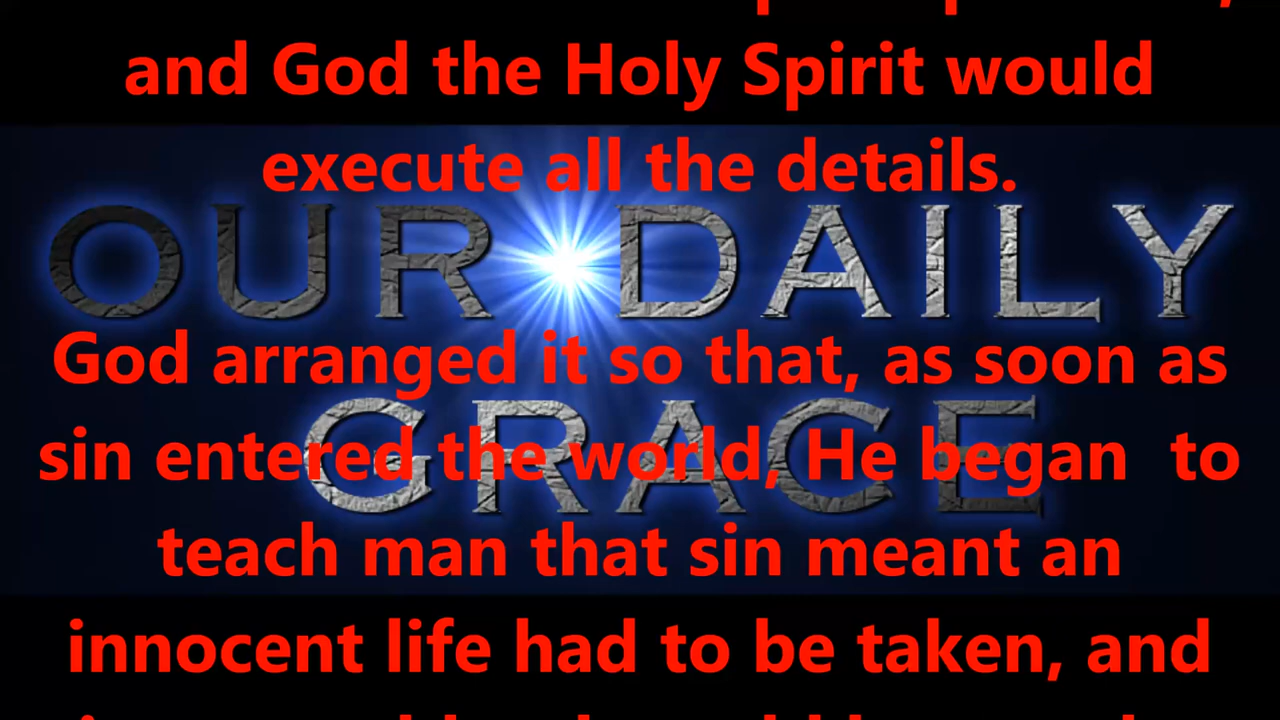 and God the Holy Spirit would
execute all the details.
OUR DAILY
God arranged it so that, as soon as
GRACE
sin entered the world, He began  to
teach man that sin meant an
innocent life had to be taken, and